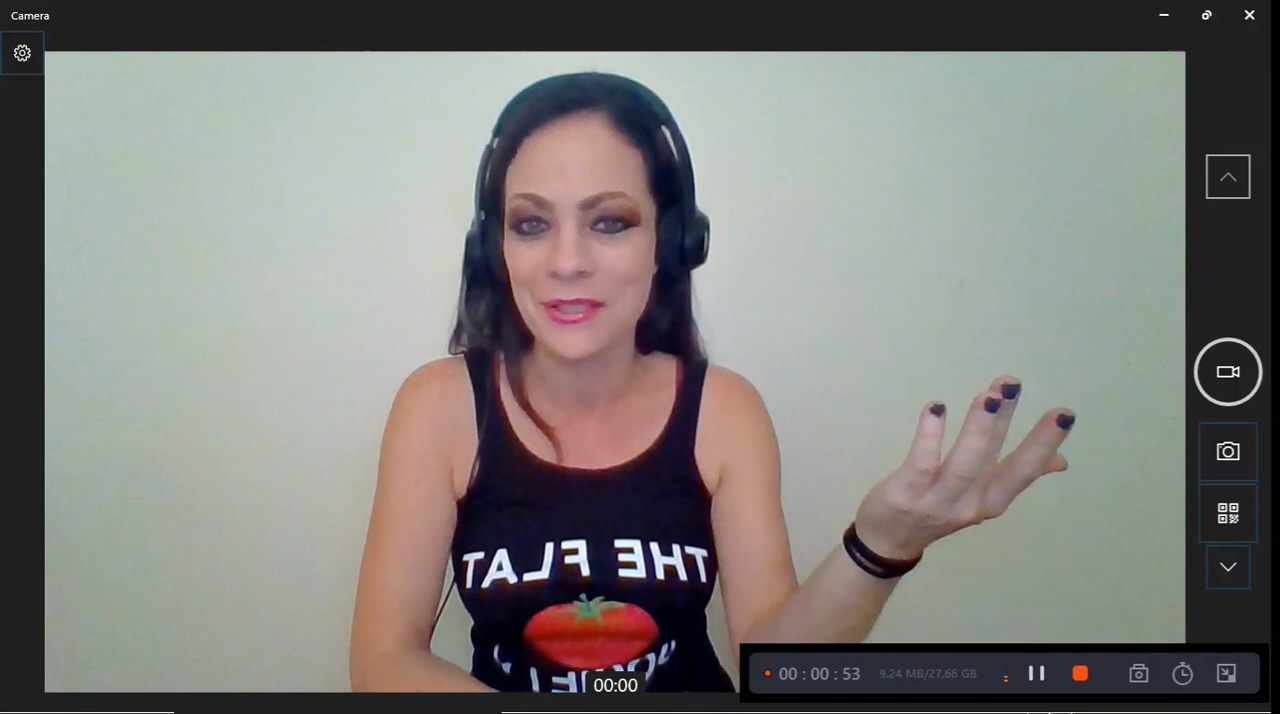 Camera
THE FLAT
00:00
00 : 00 : 53
9.24 MB/27.66 GB